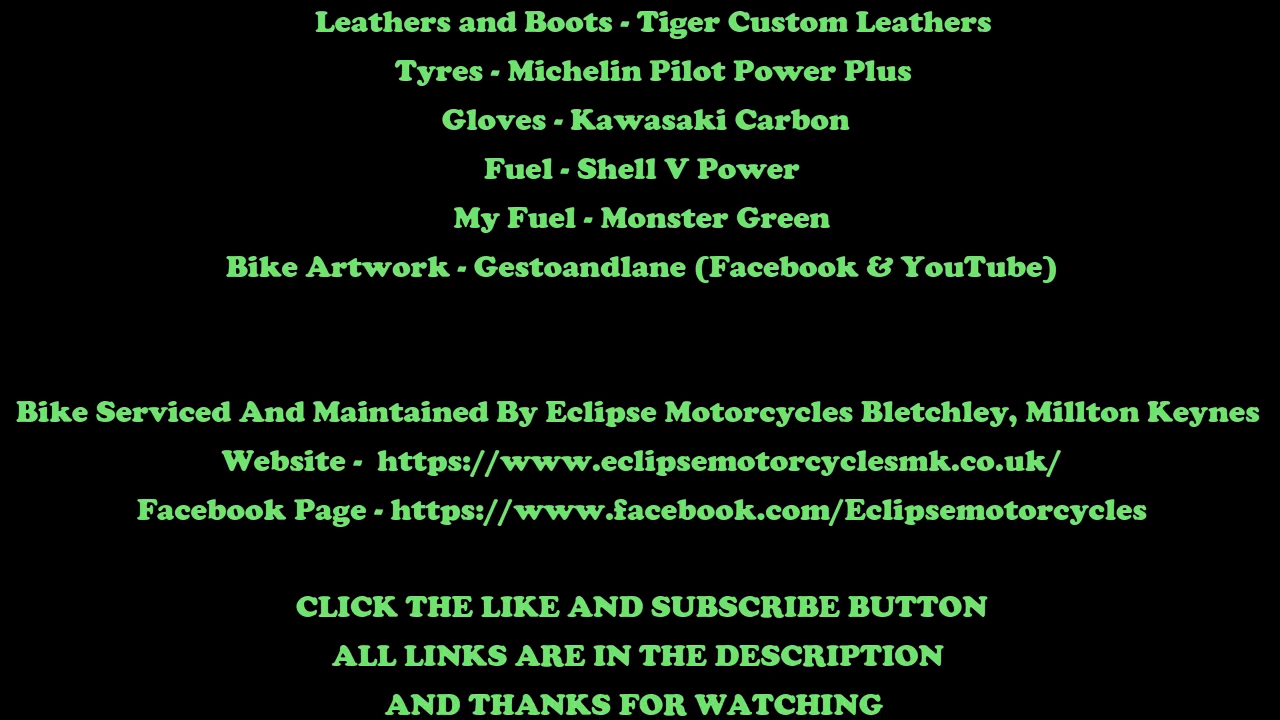 Leathers and Boots - Tiger Custom Leathers
Tyres - Michelin Pilot Power Plus
Gloves - Kawasaki Carbon
Fuel - Shell V Power
My Fuel - Monster Green
Bike Artwork - Gestoandlane (Facebook & YouTube)
Bike Serviced And Maintained By Eclipse Motorcycles Bletchley, Millton Keynes
Website -  https://www.eclipsemotorcyclesmk.co.uk/
Facebook Page - https://www.facebook.com/Eclipsemotorcycles
CLICK THE LIKE AND SUBSCRIBE BUTTON
ALL LINKS ARE IN THE DESCRIPTION
AND THANKS FOR WATCHING